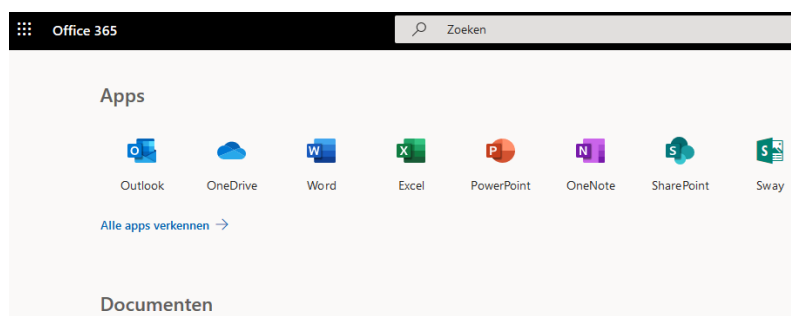 Office 365
Zoeken
Apps
Outlook OneDrive Word Excel PowerPoint OneNote SharePoint Sway
Alle apps verkennen →
Documenten